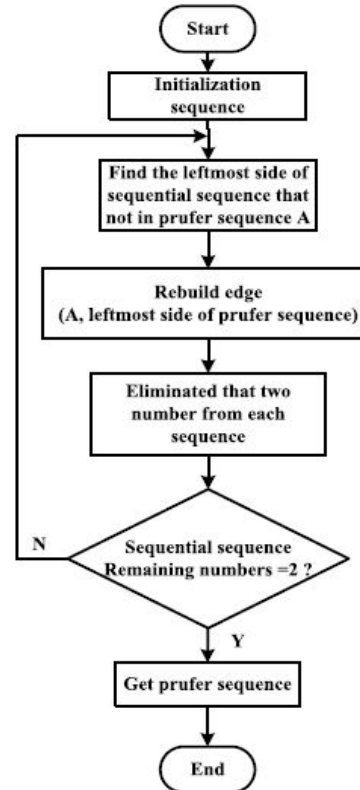 Start
Initialization
sequence
Find the leftmost side of
sequential sequence that
not in prufer sequence A
Rebuild edge
(A, leftmost side of prufer sequence)
Eliminated that two
number from each
sequence
N
Sequential sequence
Remaining numbers =2 ?
Y
Get prufer sequence
End